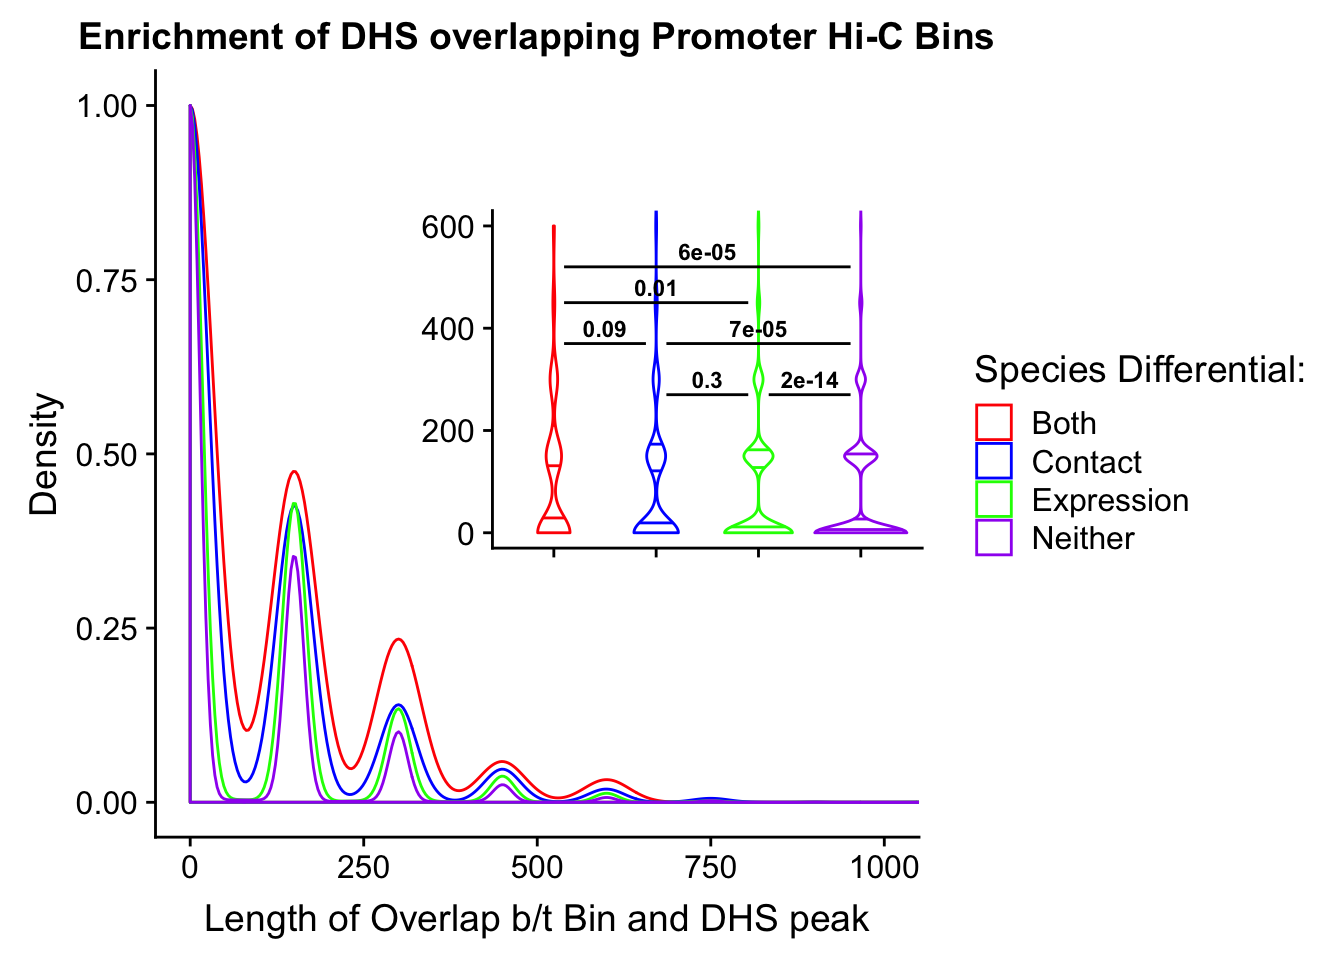 Enrichment of DHS overlapping Promoter Hi-C Bins
1.00
0.75
0.50
0.25
0.00
Density
0
250
500
750
1000
Length of Overlap b/t Bin and DHS peak
600
400
200
0
6e-05
0.01
0.09
7e-05
0.3
2e-14
Species Differential:
Both
Contact
Expression
Neither